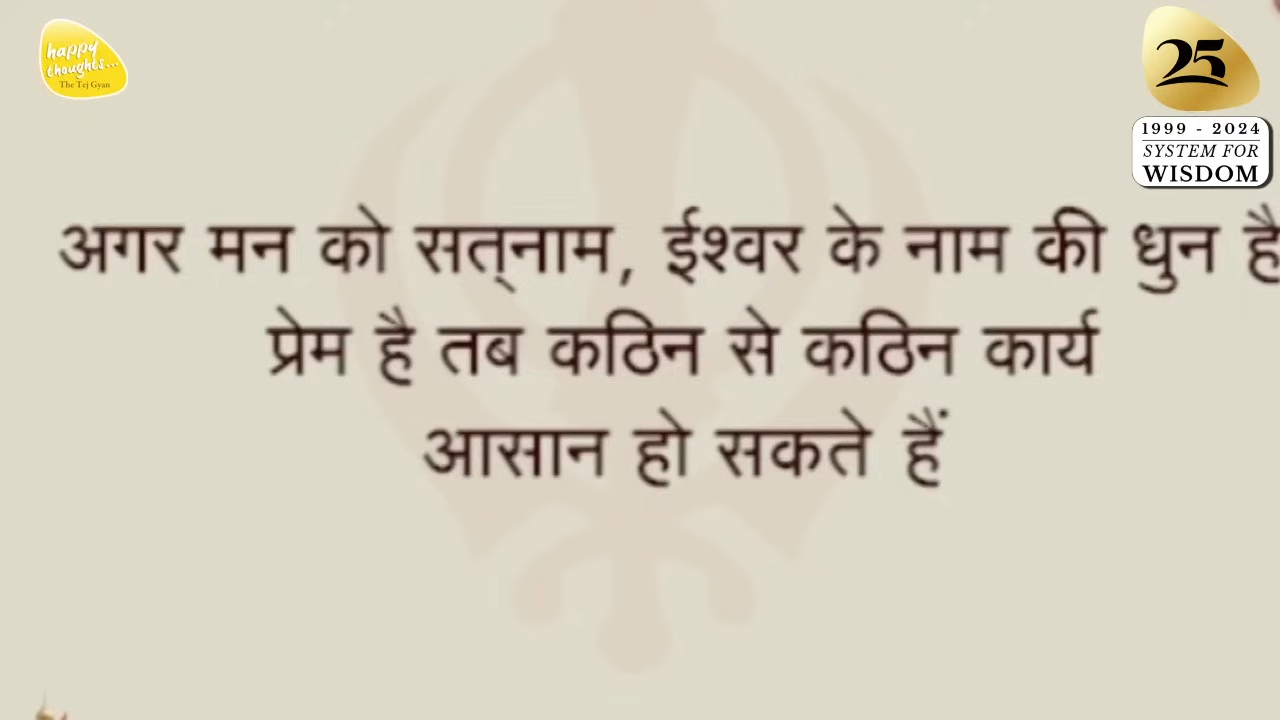 happy
thoughts...
The Tej Gyan
25
1999 - 2024
SYSTEM FOR
WISDOM
अगर मन को सत्‌नाम, ईश्वर के नाम की धुन है
प्रेम है तब कठिन से कठिन कार्य
आसान हो सकते हैं